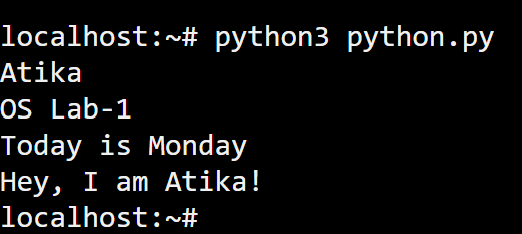 localhost:~# python3 python.py
Atika
OS Lab-1
Today is Monday
Hey, I am Atika!
localhost:~#